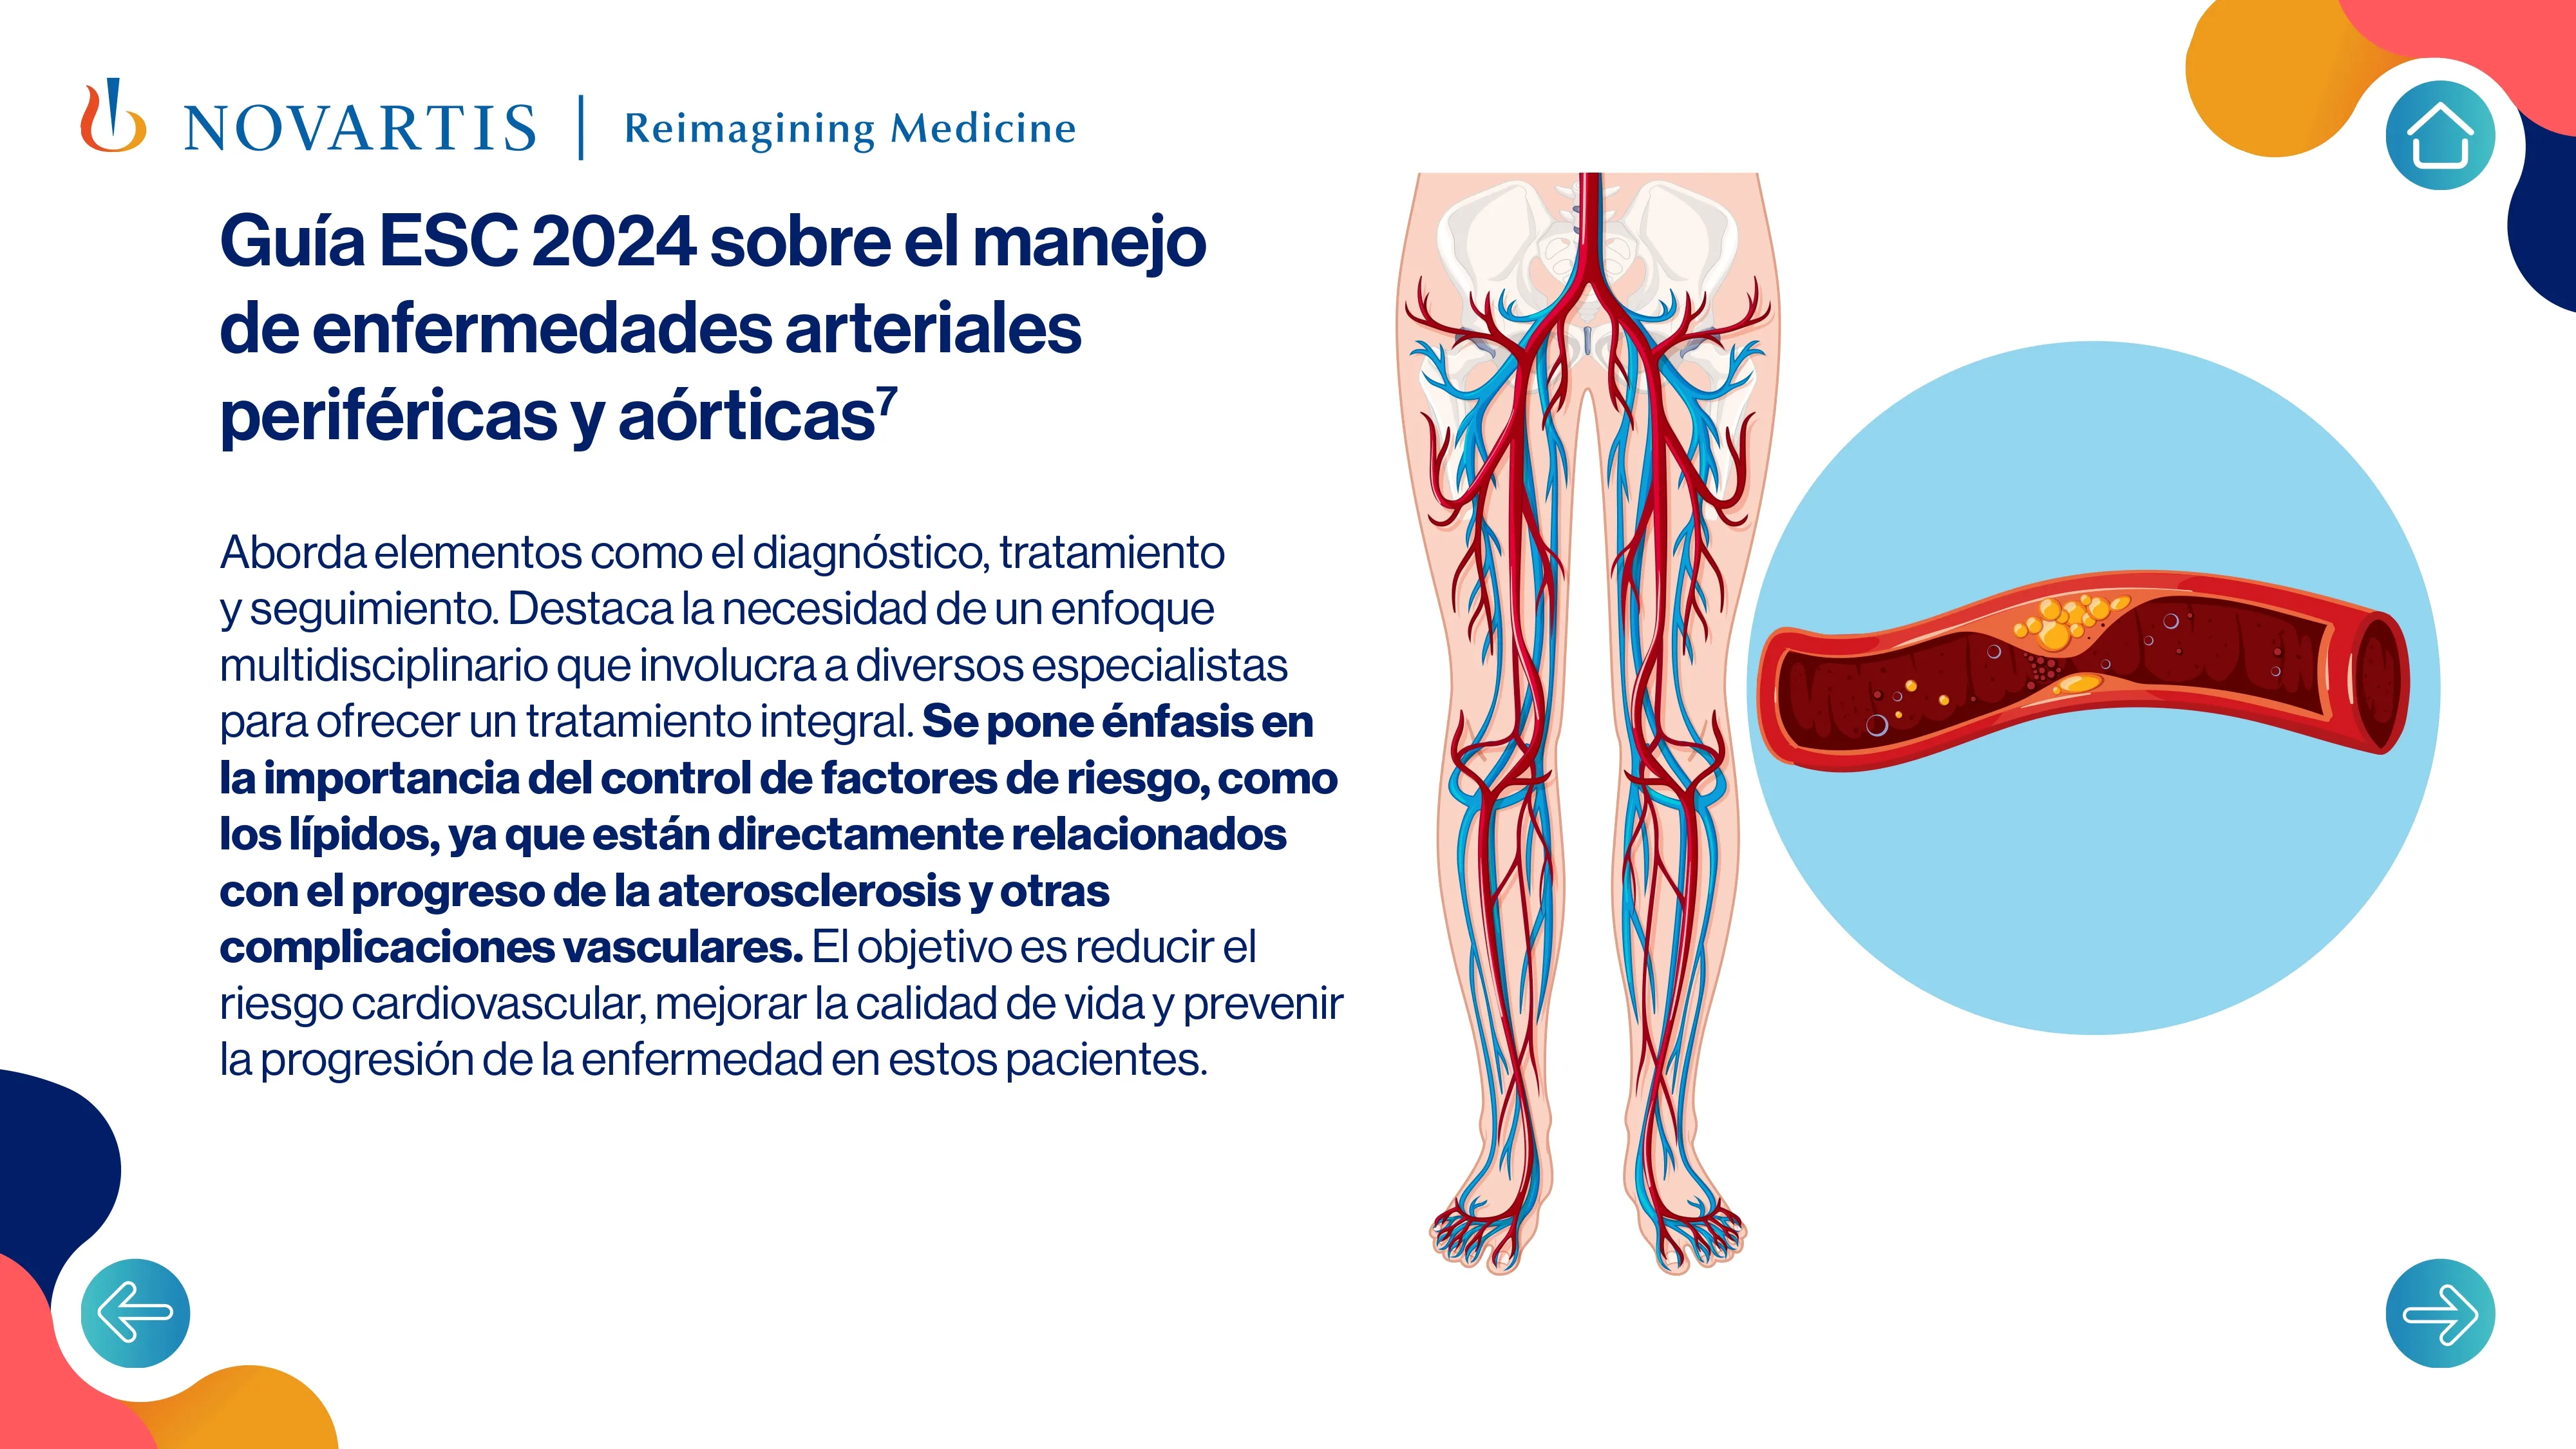 NOVARTIS | Reimagining Medicine
Guía ESC 2024 sobre el manejo
de enfermedades arteriales
periféricas y aórticas⁷
Aborda elementos como el diagnóstico, tratamiento
y seguimiento. Destaca la necesidad de un enfoque
multidisciplinario que involucra a diversos especialistas
para ofrecer un tratamiento integral. Se pone énfasis en
la importancia del control de factores de riesgo, como
los lípidos, ya que están directamente relacionados
con el progreso de la aterosclerosis y otras
complicaciones vasculares. El objetivo es reducir el
riesgo cardiovascular, mejorar la calidad de vida y prevenir
la progresión de la enfermedad en estos pacientes.